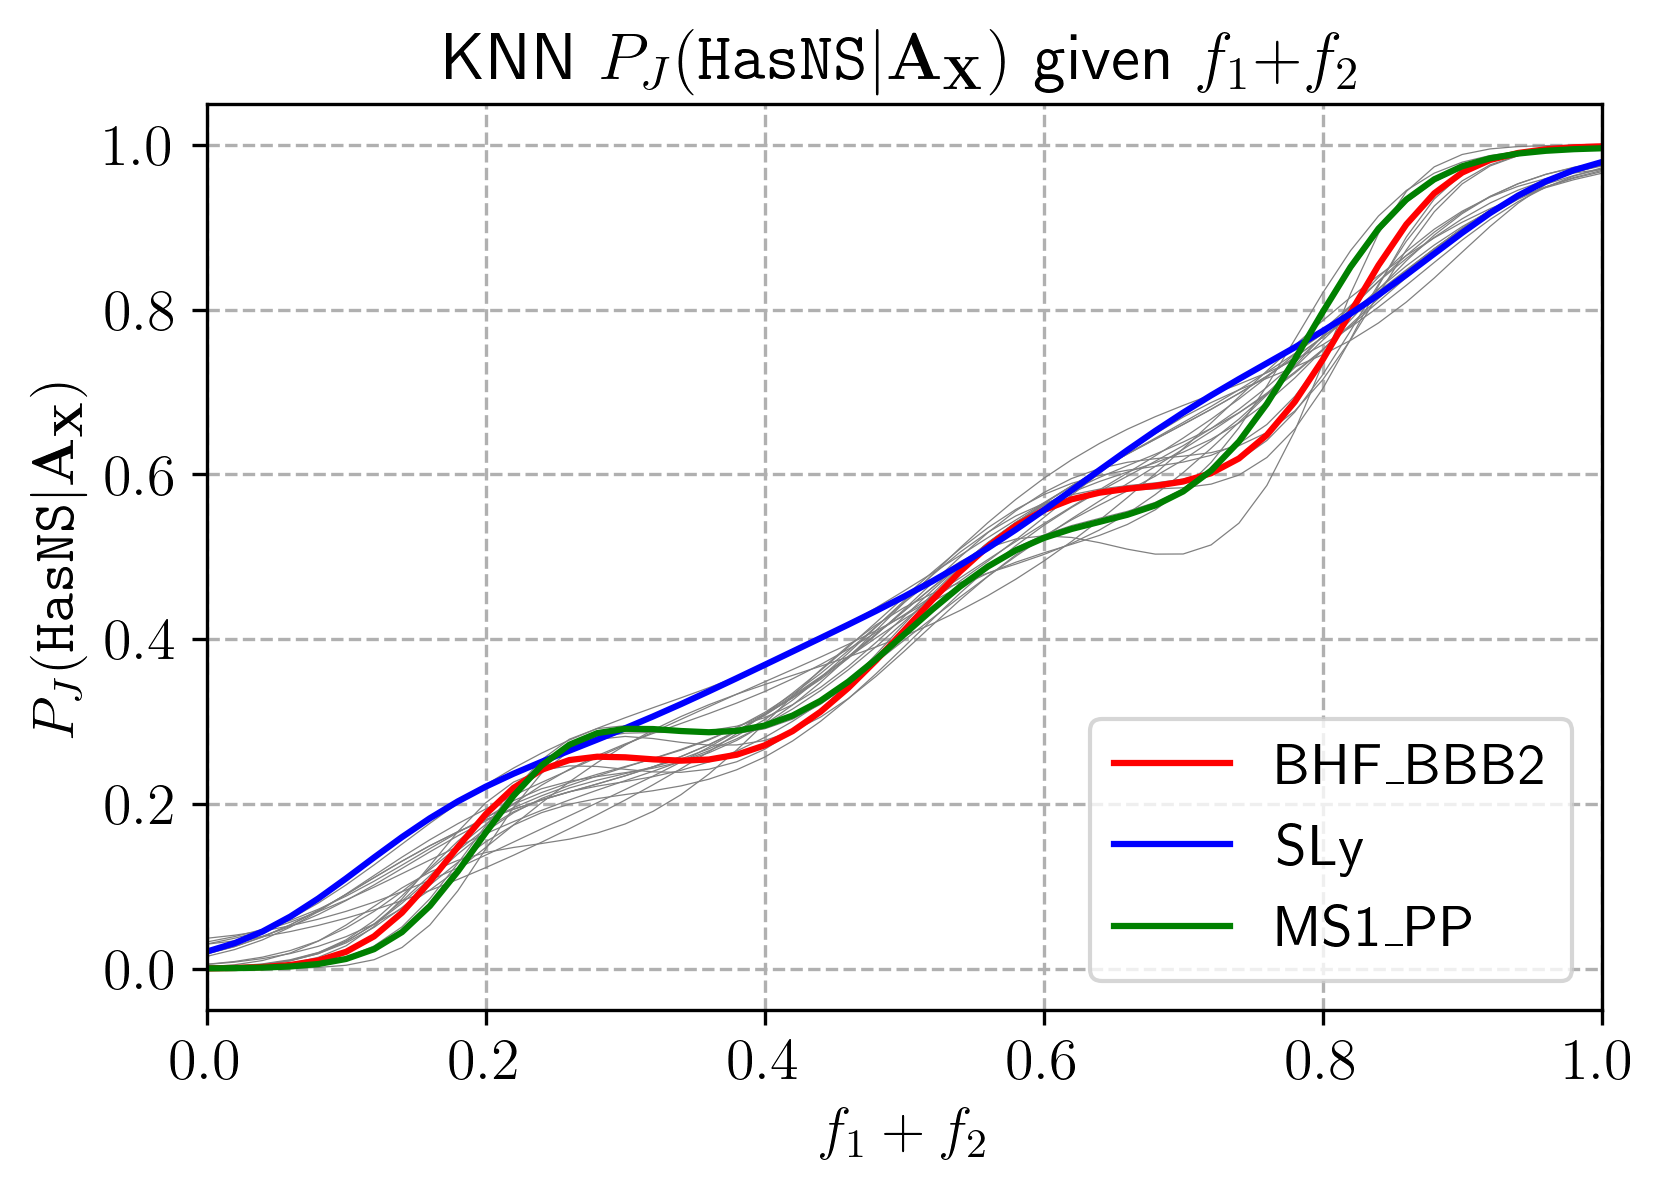 KNN P_J(HasNS|A_X) given f_1+f_2
P_J(HasNS|A_X)
1.0
0.8
0.6
0.4
0.2
0.0
BHF_BBB2
SLy
MS1_PP
0.0 0.2 0.4 0.6 0.8 1.0
f_1 + f_2